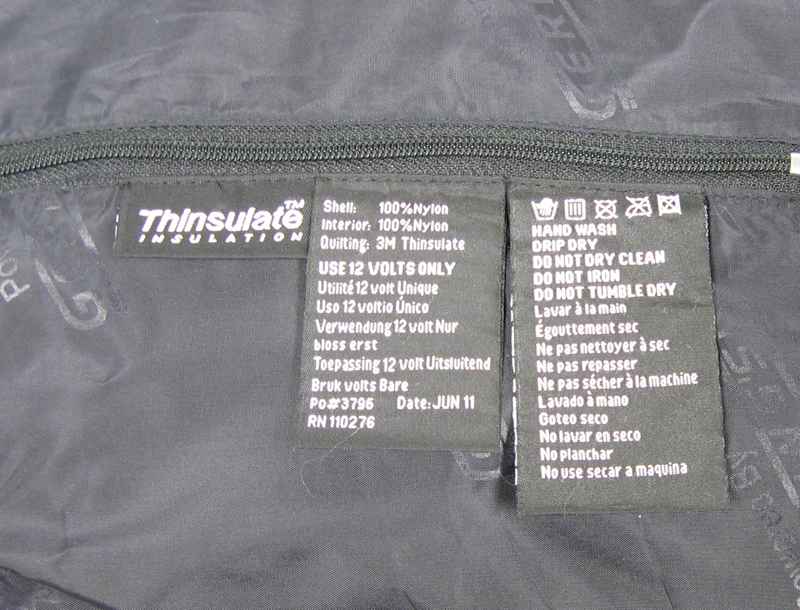 Thinsulate™
INSULATION
Shell: 100%Nylon
Interior: 100%Nylon
Quilting: 3M Thinsulate
USE 12 VOLTS ONLY
Utilité 12 volt Unique
Uso 12 voltio Único
Verwendung 12 volt Nur
bloss erst
Toepassing 12 volt Uitsluitend
Bruk volts Bare
Po#3796 Date: JUN 11
RN 110276
HAND WASH
DRIP DRY
DO NOT DRY CLEAN
DO NOT IRON
DO NOT TUMBLE DRY
Lavar à la main
Égouttement sec
Ne pas nettoyer à sec
Ne pas repasser
Ne pas sécher à la machine
Lavado à mano
Goteo seco
No lavar en seco
No planchar
No use secar a maquina